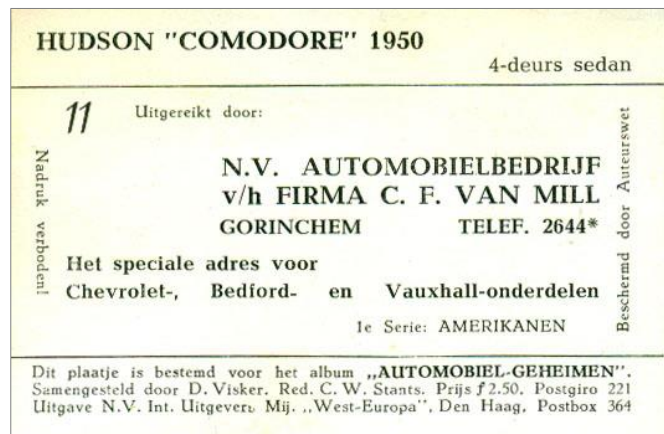 HUDSON "COMODORE" 1950
4-deurs sedan
11
Uitgereikt door:
N.V. AUTOMOBIELBEDRIJF
v/h FIRMA C. F. VAN MILL
GORINCHEM TELEF. 2644*
Het speciale adres voor
Chevrolet-, Bedford- en Vauxhall-onderdelen
1e Serie: AMERIKANEN
Nadruk verboden!
Beschermd door Auteurswet
Dit plaatje is bestemd voor het album „AUTOMOBIEL-GEHEIMEN".
Samengesteld door D. Visker. Red. C. W. Stants. Prijs ƒ 2.50. Postgiro 221
Uitgave N.V. Int. Uitgevers Mij. „West-Europa", Den Haag, Postbox 364